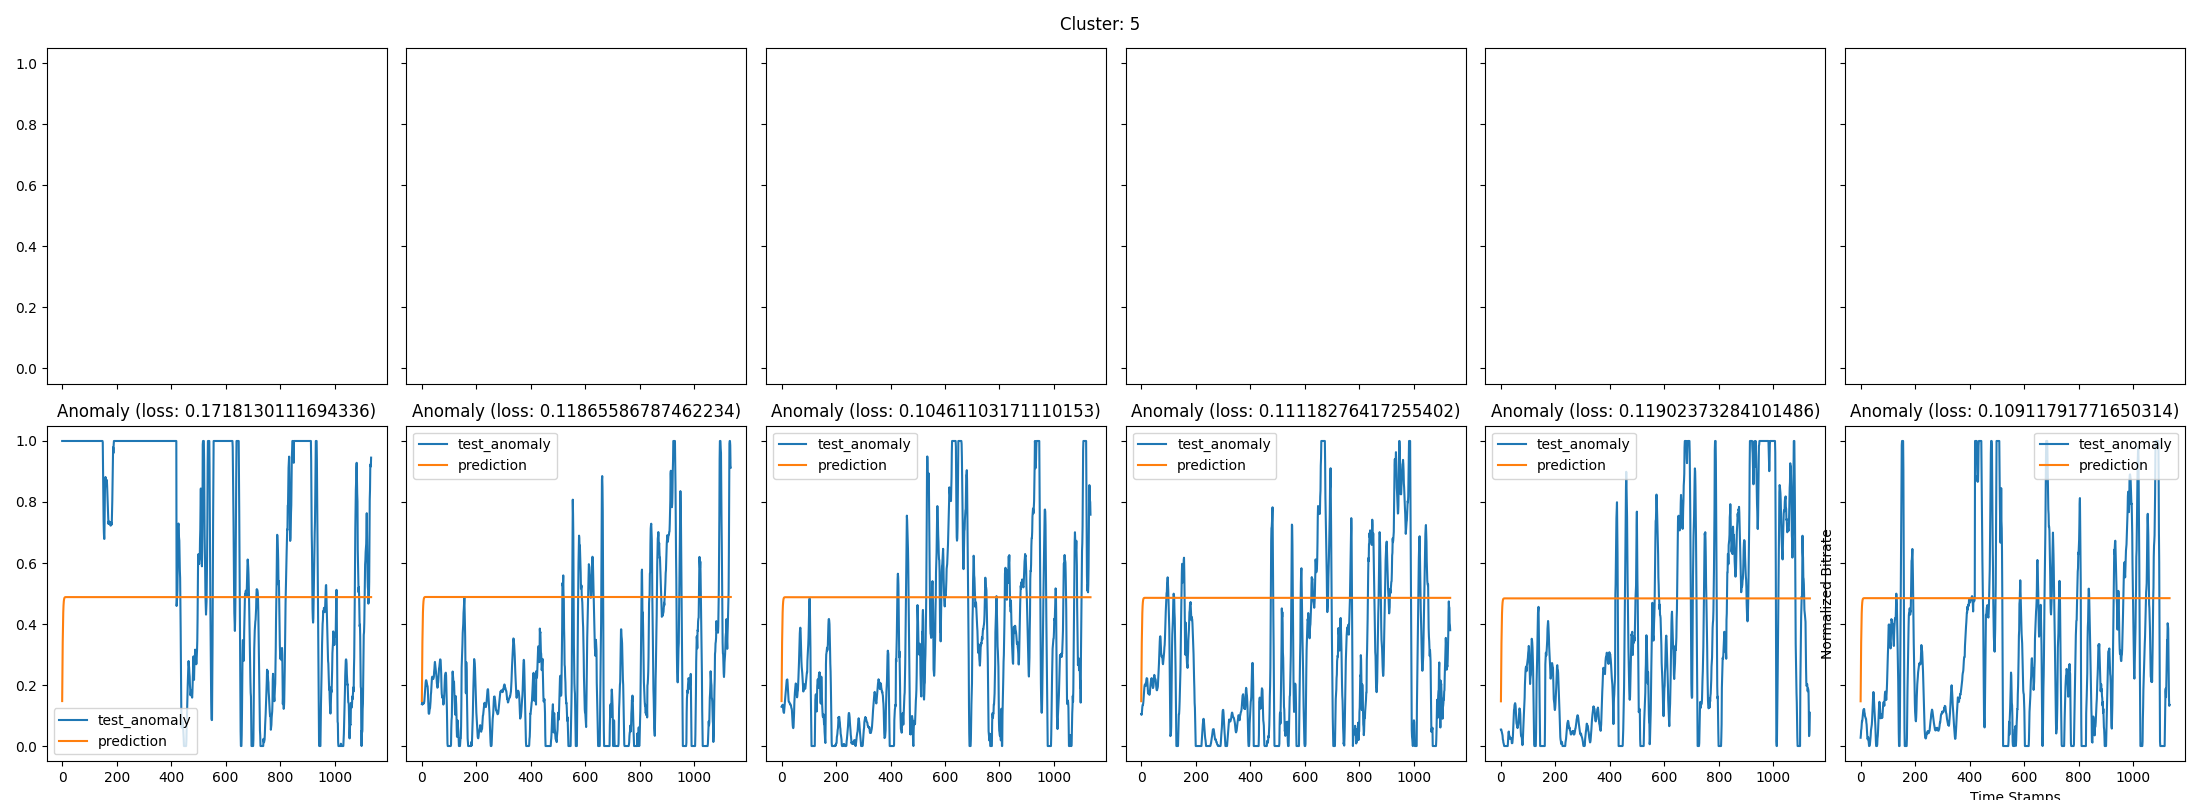 Cluster: 5
1.0
0.8
0.6
0.4
0.2
0.0
Anomaly (loss: 0.1718130111694336)
Anomaly (loss: 0.11865586787462234)
Anomaly (loss: 0.10461103171110153)
Anomaly (loss: 0.11118276417255402)
Anomaly (loss: 0.11902373284101486)
Anomaly (loss: 0.10911791771650314)
1.0
0.8
0.6
0.4
0.2
0.0
test_anomaly
prediction
test_anomaly
prediction
test_anomaly
prediction
test_anomaly
prediction
test_anomaly
prediction
test_anomaly
prediction
Normalized Bitrate
0 200 400 600 800 1000
0 200 400 600 800 1000
0 200 400 600 800 1000
0 200 400 600 800 1000
0 200 400 600 800 1000
0 200 400 600 800 1000
Time Stamps